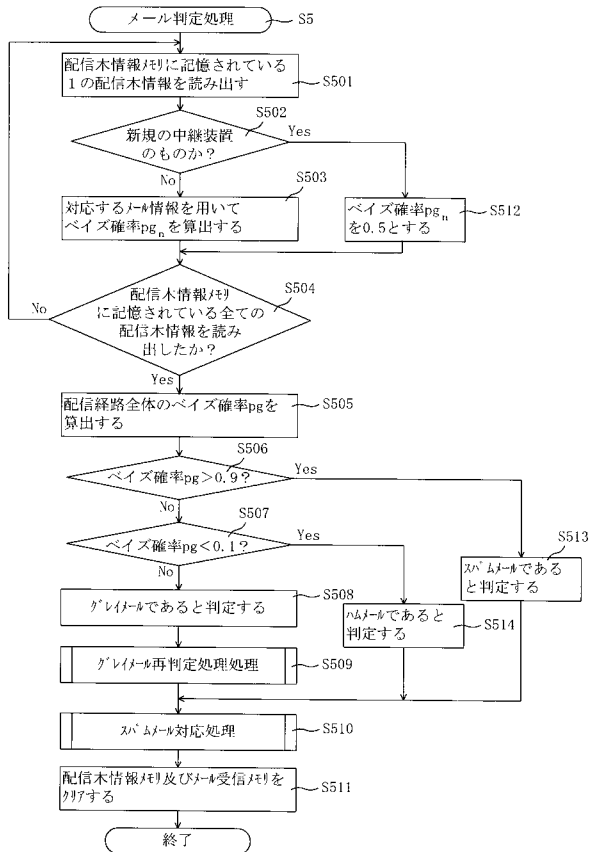 メール判定処理
S5
配信木情報ﾒﾓﾘに記憶されている
1の配信木情報を読み出す
S501
S502
新規の中継装置
のものか？
Yes
No
S503
対応するﾒｰﾙ情報を用いて
ベイズ確率pgnを算出する
ベイズ確率pgn
を0.5とする
S512
S504
配信木情報ﾒﾓﾘ
に記憶されている全ての
配信木情報を読み
出したか？
No
Yes
配信経路全体のベイズ確率pgを
算出する
S505
S506
ベイズ確率pg＞0.9？
Yes
No
S507
ベイズ確率pg＜0.1？
Yes
No
S513
ｽﾊﾟﾑﾒｰﾙである
と判定する
ｸﾞﾚｲﾒｰﾙであると判定する
S508
ﾊﾑﾒｰﾙであると
判定する
S514
ｸﾞﾚｲﾒｰﾙ再判定処理処理
S509
ｽﾊﾟﾑﾒｰﾙ対応処理
S510
配信木情報ﾒﾓﾘ及びﾒｰﾙ受信ﾒﾓﾘを
ｸﾘｱする
S511
終了